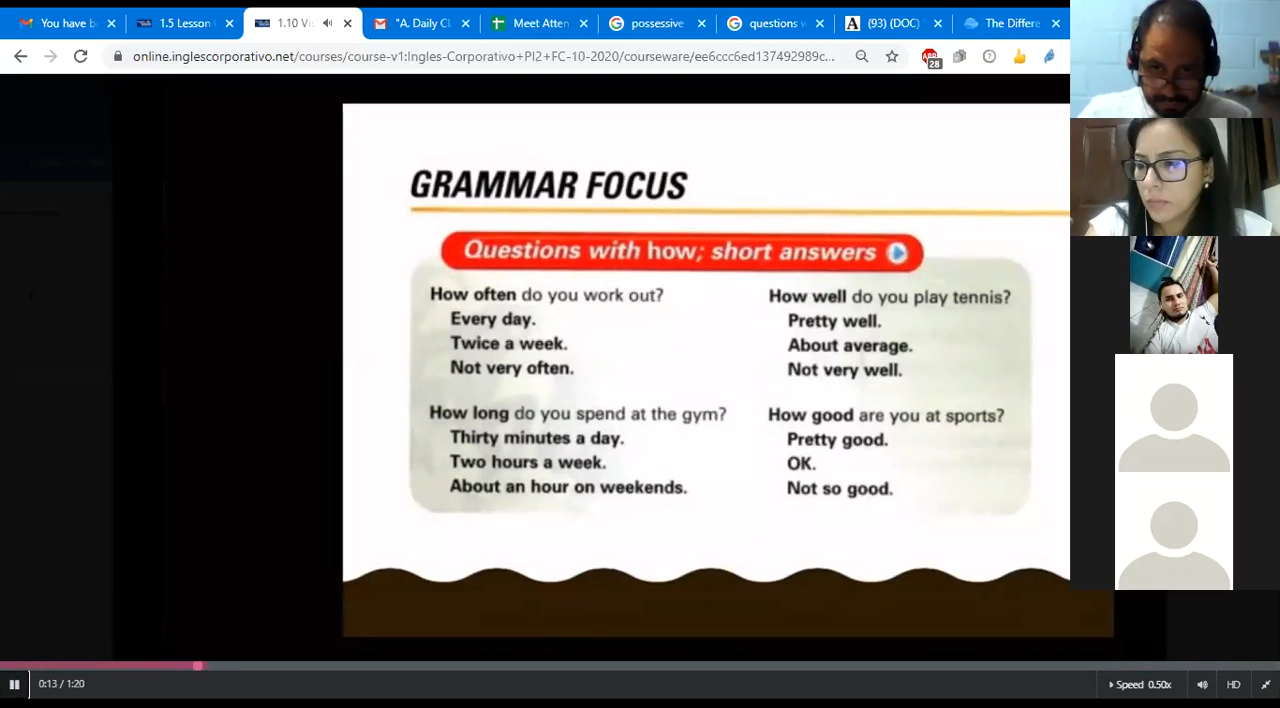 You have b
1.5 Lesson
1.10 Vi
"A. Daily Cl
Meet Atten
possessive
questions w
(93) (DOC)
The Differe
online.inglescorporativo.net/courses/course-v1:Ingles-Corporativo+PI2+FC-10-2020/courseware/ee6ccc6ed137492989c...
28
GRAMMAR FOCUS
Questions with how; short answers
How often do you work out?
Every day.
Twice a week.
Not very often.
How long do you spend at the gym?
Thirty minutes a day.
Two hours a week.
About an hour on weekends.
How well do you play tennis?
Pretty well.
About average.
Not very well.
How good are you at sports?
Pretty good.
OK.
Not so good.
0:13 / 1:20
Speed 0.50x
HD